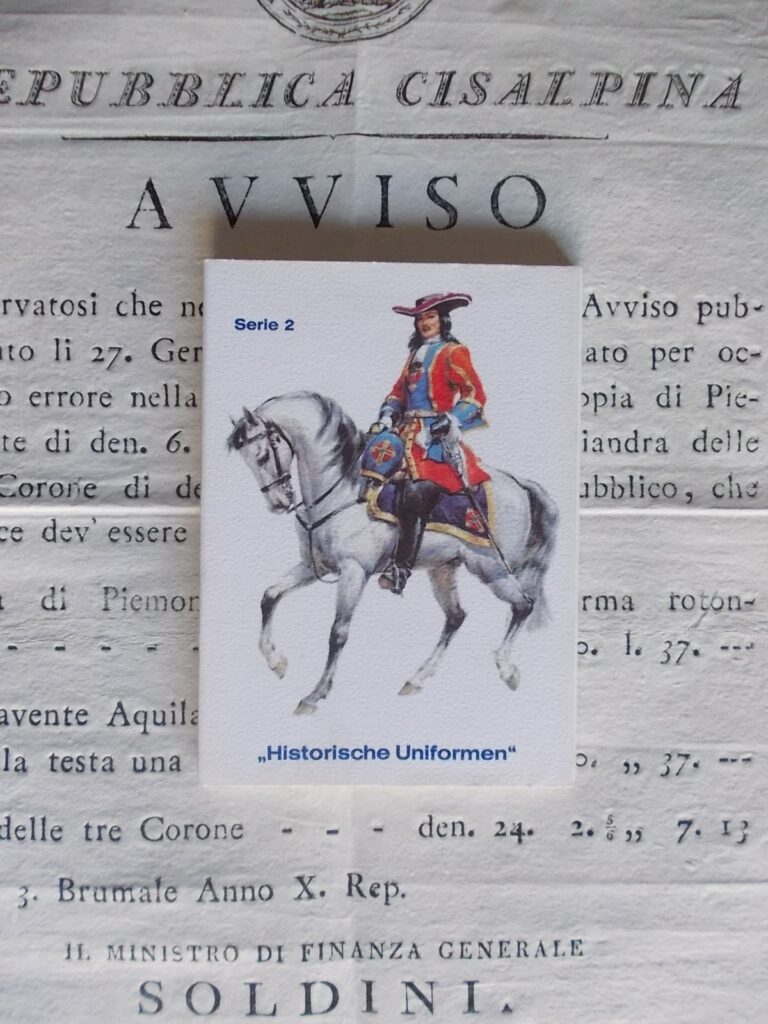 EPUBBLICA CISALPINA
AVVISO
rvatosi che ne Avviso pub-
Serie 2
ato li 27. Ger ato per oc-
o errore nella opia di Pie-
te di den. 6. iandra delle
Corone di de ubblico, che
ce dev' essere
a di Piemon rma roton-
- - - - - - o. l. 37. ---
avente Aquila
la testa una o. „ 37. ---
„Historische Uniformen“
delle tre Corone - - - den. 24. 2. 5/6 „ 7. 13
3. Brumale Anno X. Rep.
IL MINISTRO DI FINANZA GENERALE
SOLDINI.